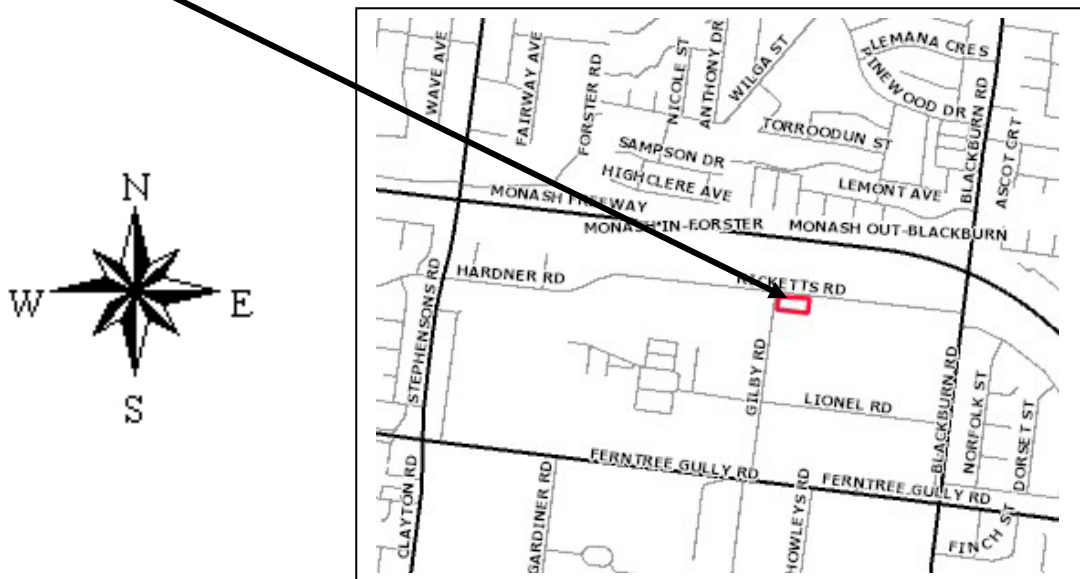 LEMANA CRES
WAVE AVE
FAIRWAY AVE
FORSTER RD
NICOLE ST
ANTHONY DR
WILGA ST
PINEWOOD DR
BLACKBURN RD
ASCOT CRT
TORROODUN ST
SAMPSON DR
HIGHCLERE AVE
LEMONT AVE
MONASH FREEWAY
MONASH IN-FORSTER
MONASH OUT-BLACKBURN
N
W
E
S
HARDNER RD
RICKETTS RD
STEPHENSONS RD
GILBY RD
LIONEL RD
BLACKBURN RD
NORFOLK ST
DORSET ST
FERNTREE GULLY RD
FERNTREE GULLY RD
CLAYTON RD
GARDINER RD
HOWLEYS RD
FINCH ST